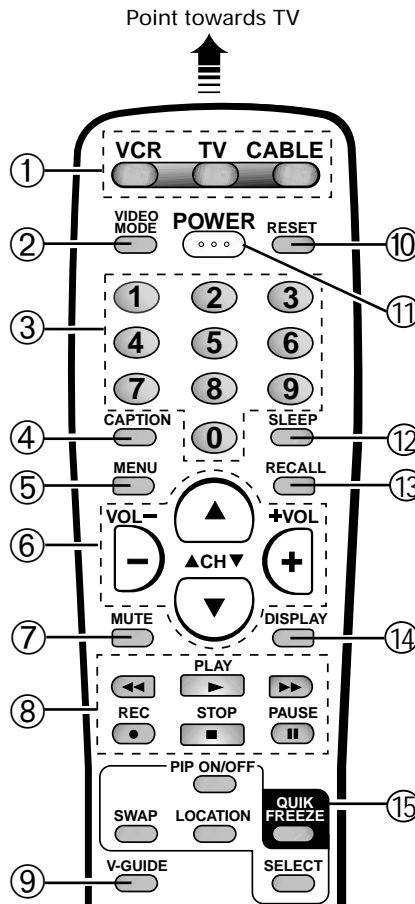 Point towards TV
① VCR TV CABLE
② VIDEO MODE POWER RESET ⑩
⑪
③ 1 2 3
4 5 6
7 8 9
④ CAPTION 0 SLEEP ⑫
⑤ MENU RECALL ⑬
⑥ VOL− ▲ +VOL
− ▲CH▼ +
▼
⑦ MUTE DISPLAY ⑭
PLAY
⑧ ◄◄ ► ►►
REC STOP PAUSE
● ■ ❚❚
PIP ON/OFF
SWAP LOCATION QUIK FREEZE ⑮
⑨ V-GUIDE SELECT